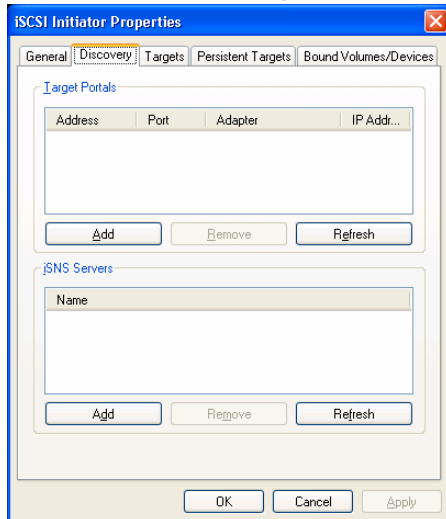 iSCSI Initiator Properties
General Discovery Targets Persistent Targets Bound Volumes/Devices
Target Portals
Address Port Adapter IP Addr...
Add Remove Refresh
iSNS Servers
Name
Add Remove Refresh
OK Cancel Apply